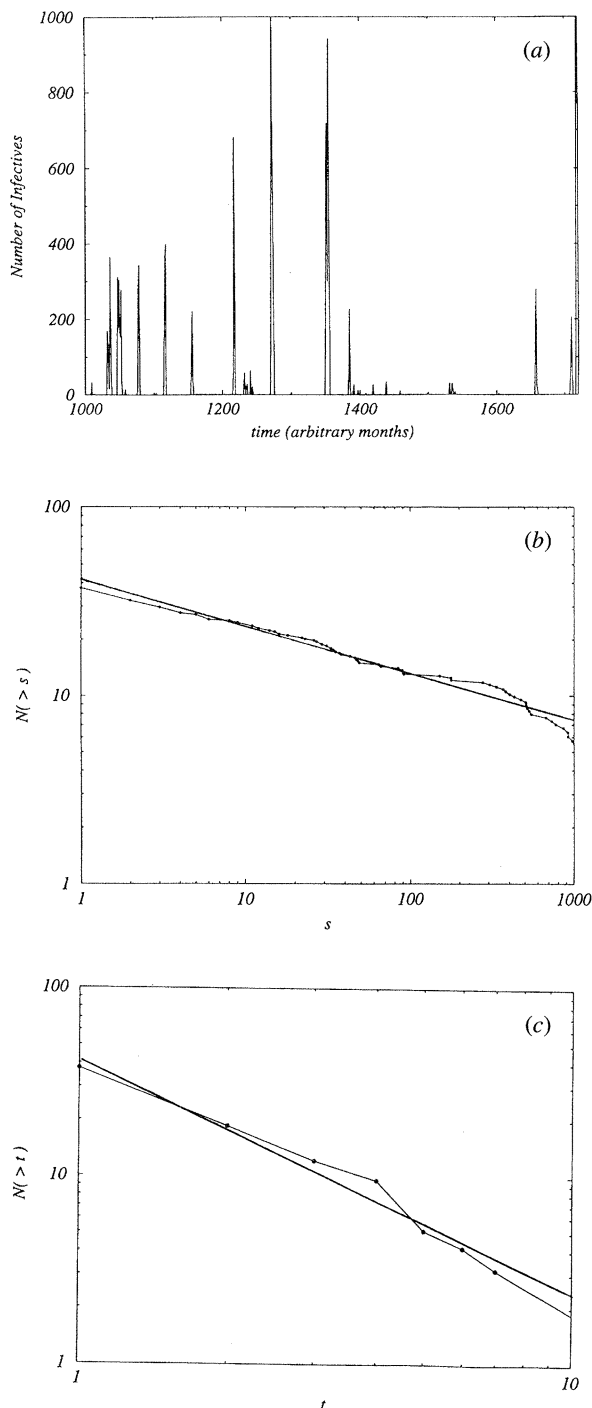 (a)
1000
800
600
400
200
0
Number of Infectives
1000 1200 1400 1600
time (arbitrary months)
(b)
100
10
1
N( > s )
1 10 100 1000
s
(c)
100
10
1
N( > t )
1 10
t